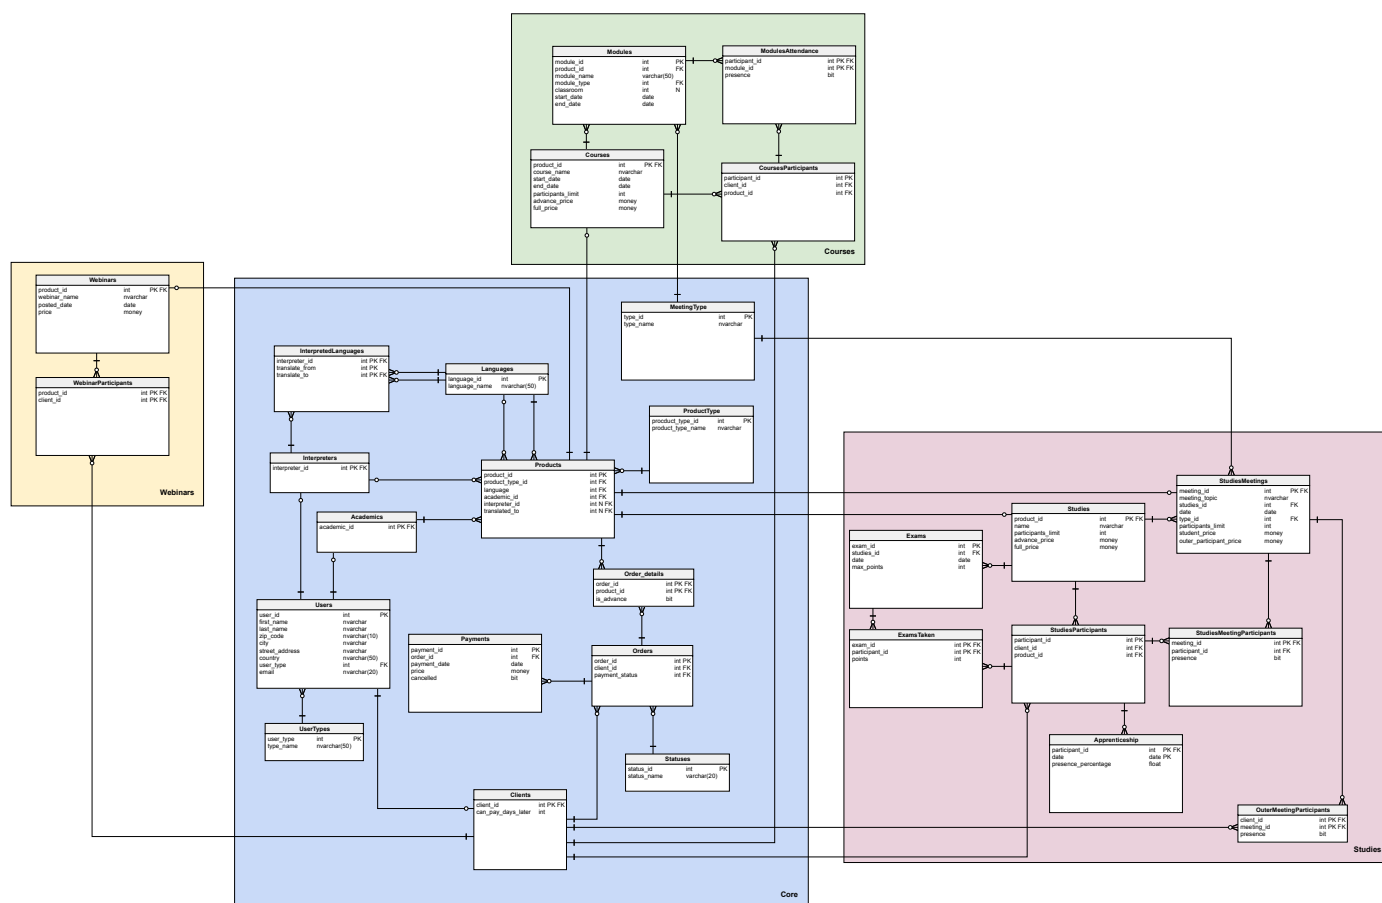 Modules
module_id int PK
product_id int FK
module_name varchar(50)
module_type int FK
classroom int N
start_date date
end_date date
ModulesAttendance
participant_id int PK FK
module_id int PK FK
presence bit
Courses
product_id int PK FK
course_name nvarchar
start_date date
end_date date
participants_limit int
advance_price money
full_price money
CoursesParticipants
participant_id int PK
client_id int FK
product_id int FK
Courses
Webinars
product_id int PK FK
webinar_name nvarchar
posted_date date
price money
WebinarParticipants
product_id int PK FK
client_id int PK FK
Webinars
MeetingType
type_id int PK
type_name nvarchar
InterpretedLanguages
interpreter_id int PK FK
translate_from int PK
translate_to int PK FK
Languages
language_id int PK
language_name nvarchar(50)
ProductType
procduct_type_id int PK
product_type_name nvarchar
Interpreters
interpreter_id int PK FK
Products
product_id int PK
product_type_id int FK
language int FK
academic_id int FK
interpreter_id int N FK
translated_to int N FK
Academics
academic_id int PK FK
Order_details
order_id int PK FK
product_id int PK FK
is_advance bit
Users
user_id int PK
first_name nvarchar
last_name nvarchar
zip_code nvarchar(10)
city nvarchar
street_address nvarchar
country nvarchar(50)
user_type int FK
email nvarchar(20)
Payments
payment_id int PK
order_id int FK
payment_date date
price money
cancelled bit
Orders
order_id int PK
client_id int FK
payment_status int FK
UserTypes
user_type int PK
type_name nvarchar(50)
Statuses
status_id int PK
status_name varchar(20)
Clients
client_id int PK FK
can_pay_days_later int
Core
StudiesMeetings
meeting_id int PK FK
meeting_topic nvarchar
studies_id int FK
date date
type_id int FK
participants_limit int
student_price money
outer_participant_price money
Studies
product_id int PK FK
name nvarchar
participants_limit int
advance_price money
full_price money
Exams
exam_id int PK
studies_id int FK
date date
max_points int
ExamsTaken
exam_id int PK FK
participant_id int PK FK
points int
StudiesParticipants
participant_id int PK
client_id int FK
product_id int FK
StudiesMeetingParticipants
meeting_id int PK FK
participant_id int FK
presence bit
Apprenticeship
participant_id int PK FK
date date PK
presence_percentage float
OuterMeetingParticipants
client_id int PK FK
meeting_id int PK FK
presence bit
Studies